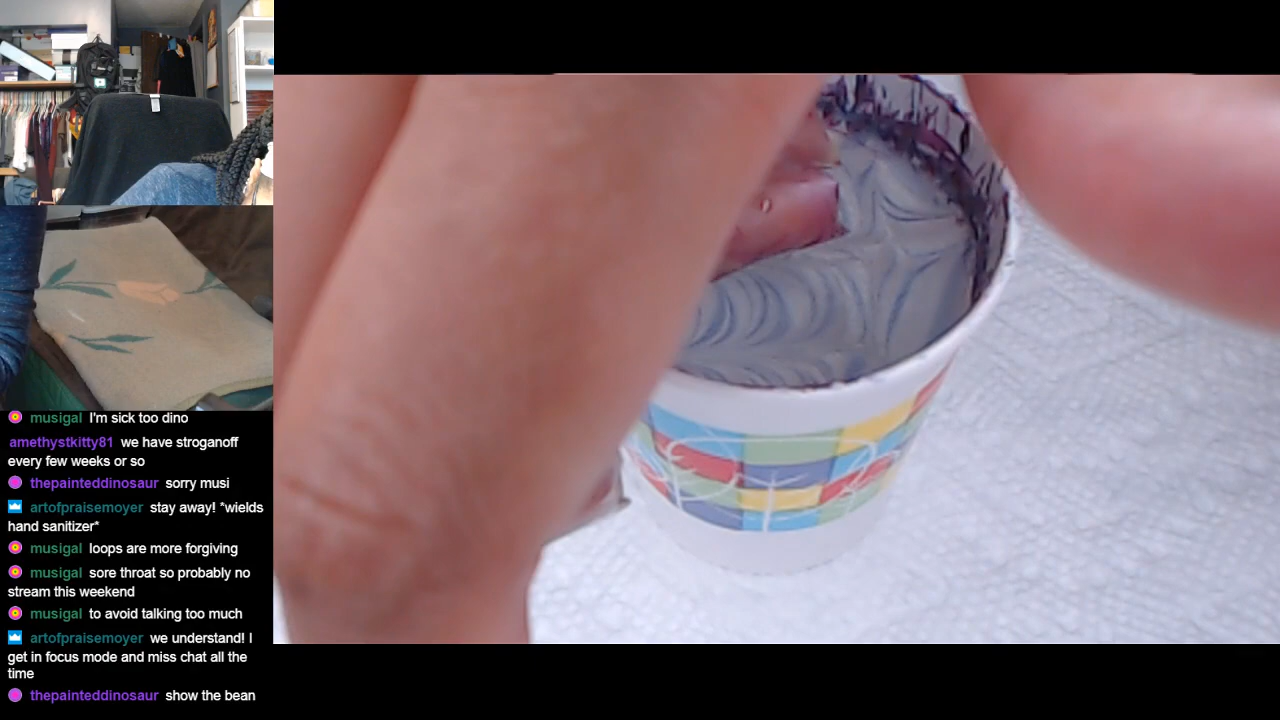 musigal I'm sick too dino
amethystkitty81 we have stroganoff
every few weeks or so
thepainteddinosaur sorry musi
artofpraisemoyer stay away! *wields
hand sanitizer*
musigal loops are more forgiving
musigal sore throat so probably no
stream this weekend
musigal to avoid talking too much
artofpraisemoyer we understand! I
get in focus mode and miss chat all the
time
thepainteddinosaur show the bean